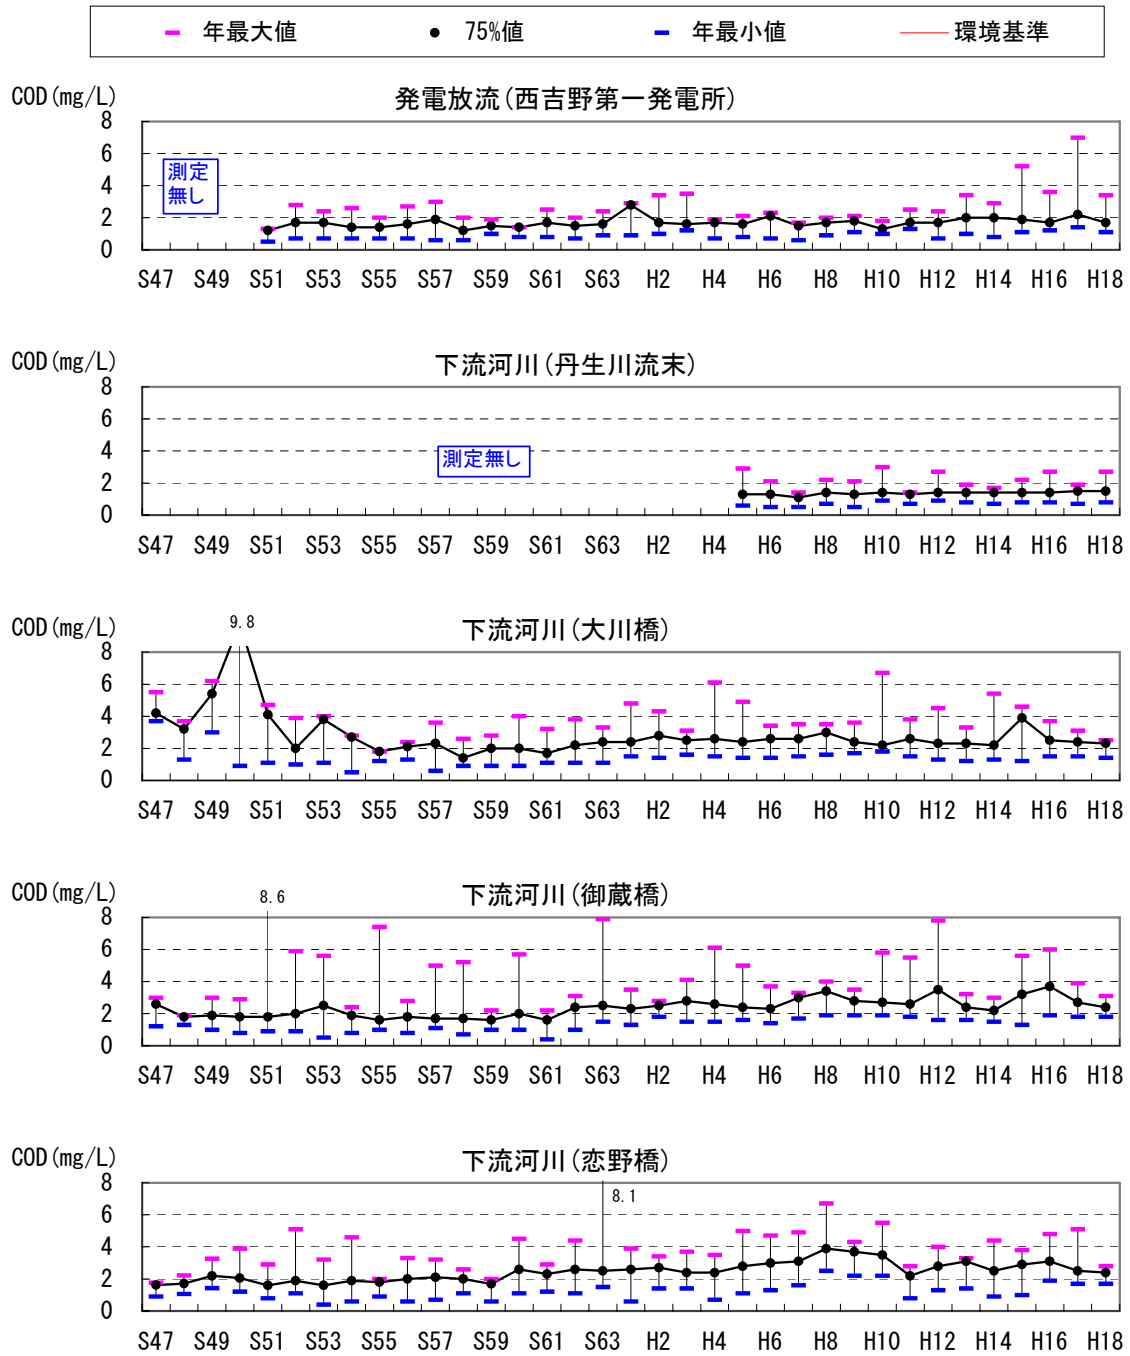 年最大値 75%値 年最小値 環境基準
COD(mg/L) 発電放流(西吉野第一発電所)
8
6
測定
無し
4
2
0
S47 S49 S51 S53 S55 S57 S59 S61 S63 H2 H4 H6 H8 H10 H12 H14 H16 H18
COD(mg/L) 下流河川(丹生川流末)
8
6
4
測定無し
2
0
S47 S49 S51 S53 S55 S57 S59 S61 S63 H2 H4 H6 H8 H10 H12 H14 H16 H18
COD(mg/L) 9.8 下流河川(大川橋)
8
6
4
2
0
S47 S49 S51 S53 S55 S57 S59 S61 S63 H2 H4 H6 H8 H10 H12 H14 H16 H18
COD(mg/L) 8.6 下流河川(御蔵橋)
8
6
4
2
0
S47 S49 S51 S53 S55 S57 S59 S61 S63 H2 H4 H6 H8 H10 H12 H14 H16 H18
COD(mg/L) 下流河川(恋野橋)
8
8.1
6
4
2
0
S47 S49 S51 S53 S55 S57 S59 S61 S63 H2 H4 H6 H8 H10 H12 H14 H16 H18